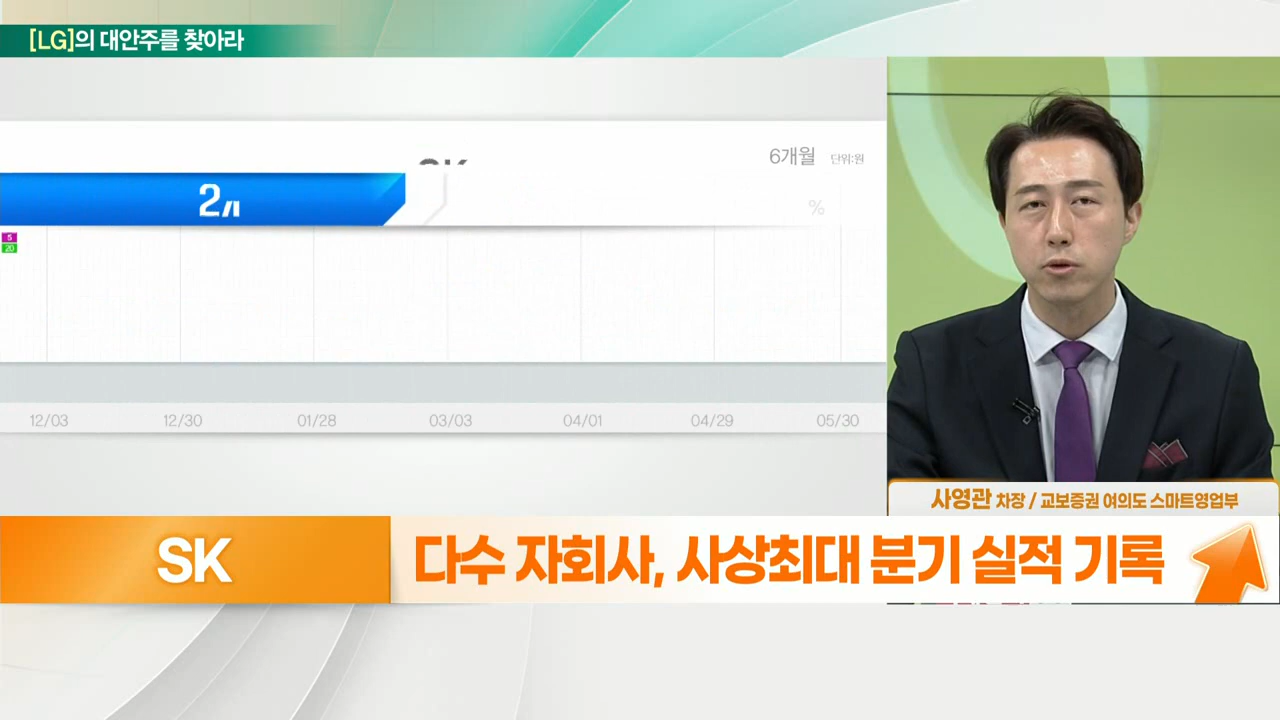 [LG]의 대안주를 찾아라
6개월 단위:원
%
5
20
12/03 12/30 01/28 03/03 04/01 04/29 05/30
사영관 차장 / 교보증권 여의도 스마트영업부
SK
다수 자회사, 사상최대 분기 실적 기록